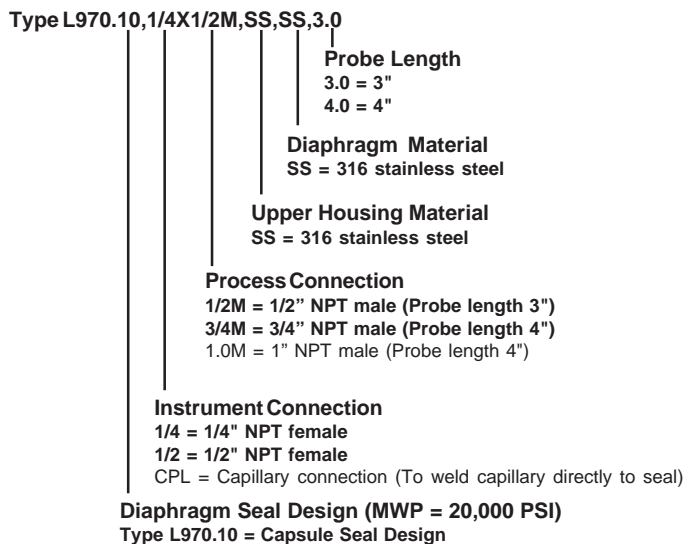 Type L970.10,1/4X1/2M,SS,SS,3.0
Probe Length
3.0 = 3"
4.0 = 4"
Diaphragm Material
SS = 316 stainless steel
Upper Housing Material
SS = 316 stainless steel
Process Connection
1/2M = 1/2” NPT male (Probe length 3")
3/4M = 3/4” NPT male (Probe length 4")
1.0M = 1” NPT male (Probe length 4")
Instrument Connection
1/4 = 1/4" NPT female
1/2 = 1/2" NPT female
CPL = Capillary connection (To weld capillary directly to seal)
Diaphragm Seal Design (MWP = 20,000 PSI)
Type L970.10 = Capsule Seal Design